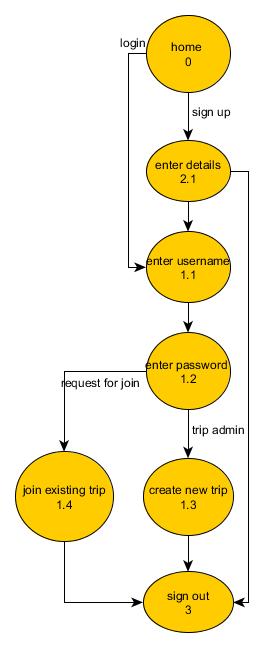 login
home
0
sign up
enter details
2.1
enter username
1.1
enter password
1.2
request for join
trip admin
join existing trip
1.4
create new trip
1.3
sign out
3